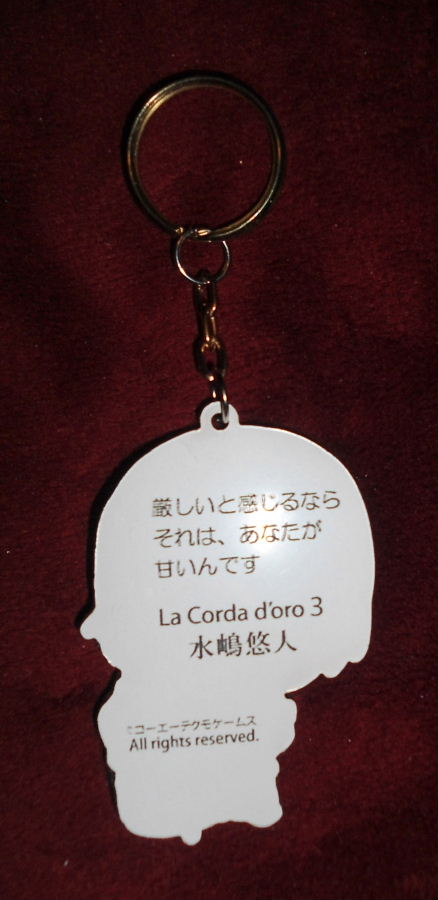 厳しいと感じるなら
それは、あなたが
甘いんです
La Corda d'oro 3
水嶋悠人
©コーエーテクモゲームス
All rights reserved.